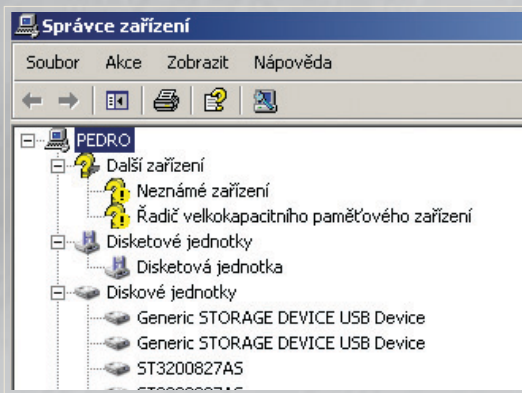 Správce zařízení
Soubor Akce Zobrazit Nápověda
PEDRO
Další zařízení
Neznámé zařízení
Řadič velkokapacitního paměťového zařízení
Disketové jednotky
Disketová jednotka
Diskové jednotky
Generic STORAGE DEVICE USB Device
Generic STORAGE DEVICE USB Device
ST3200827AS